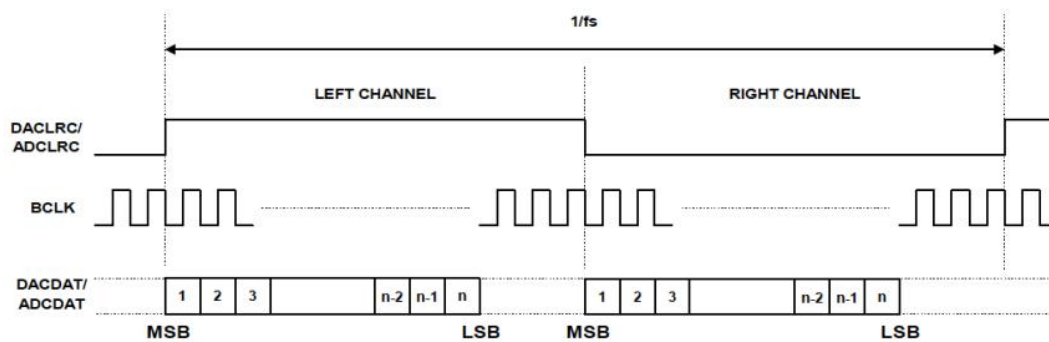 1/fs
LEFT CHANNEL RIGHT CHANNEL
DACLRC/
ADCLRC
BCLK
DACDAT/
ADCDAT
1 2 3 n-2 n-1 n 1 2 3 n-2 n-1 n
MSB LSB MSB LSB